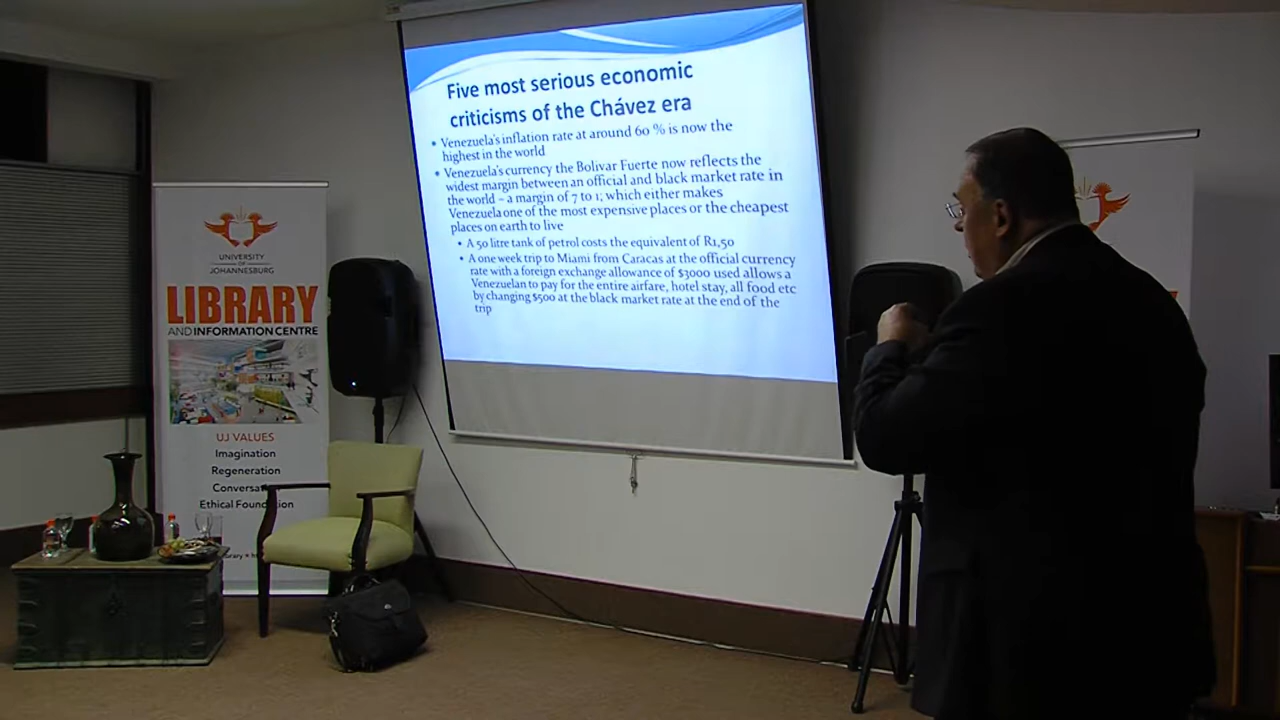 Five most serious economic
criticisms of the Chávez era
• Venezuela's inflation rate at around 60 % is now the
highest in the world
• Venezuela's currency the Bolivar Fuerte now reflects the
widest margin between an official and black market rate in
the world – a margin of 7 to 1; which either makes
Venezuela one of the most expensive places or the cheapest
places on earth to live
• A 50 litre tank of petrol costs the equivalent of R1,50
• A one week trip to Miami from Caracas at the official currency
rate with a foreign exchange allowance of $3000 used allows a
Venezuelan to pay for the entire airfare, hotel stay, all food etc
by changing $500 at the black market rate at the end of the
trip
UNIVERSITY
OF
JOHANNESBURG
LIBRARY
AND INFORMATION CENTRE
UJ VALUES
Imagination
Regeneration
Ethical